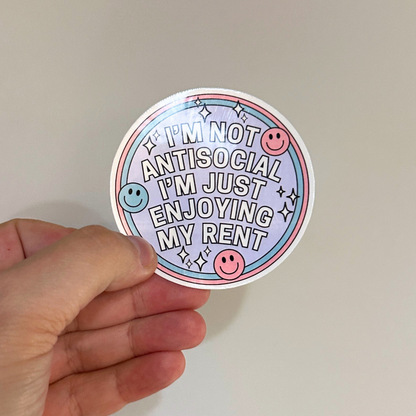 I'M NOT
ANTISOCIAL
I'M JUST
ENJOYING
MY RENT